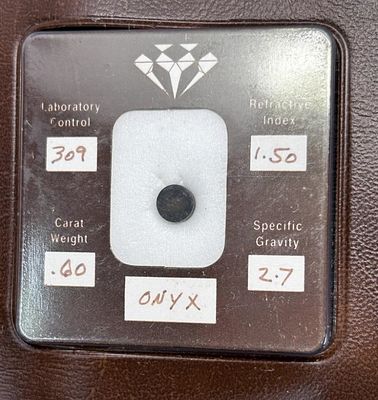 Laboratory
Control
309
Refractive
Index
1.50
Carat
Weight
.60
Specific
Gravity
2.7
ONYX